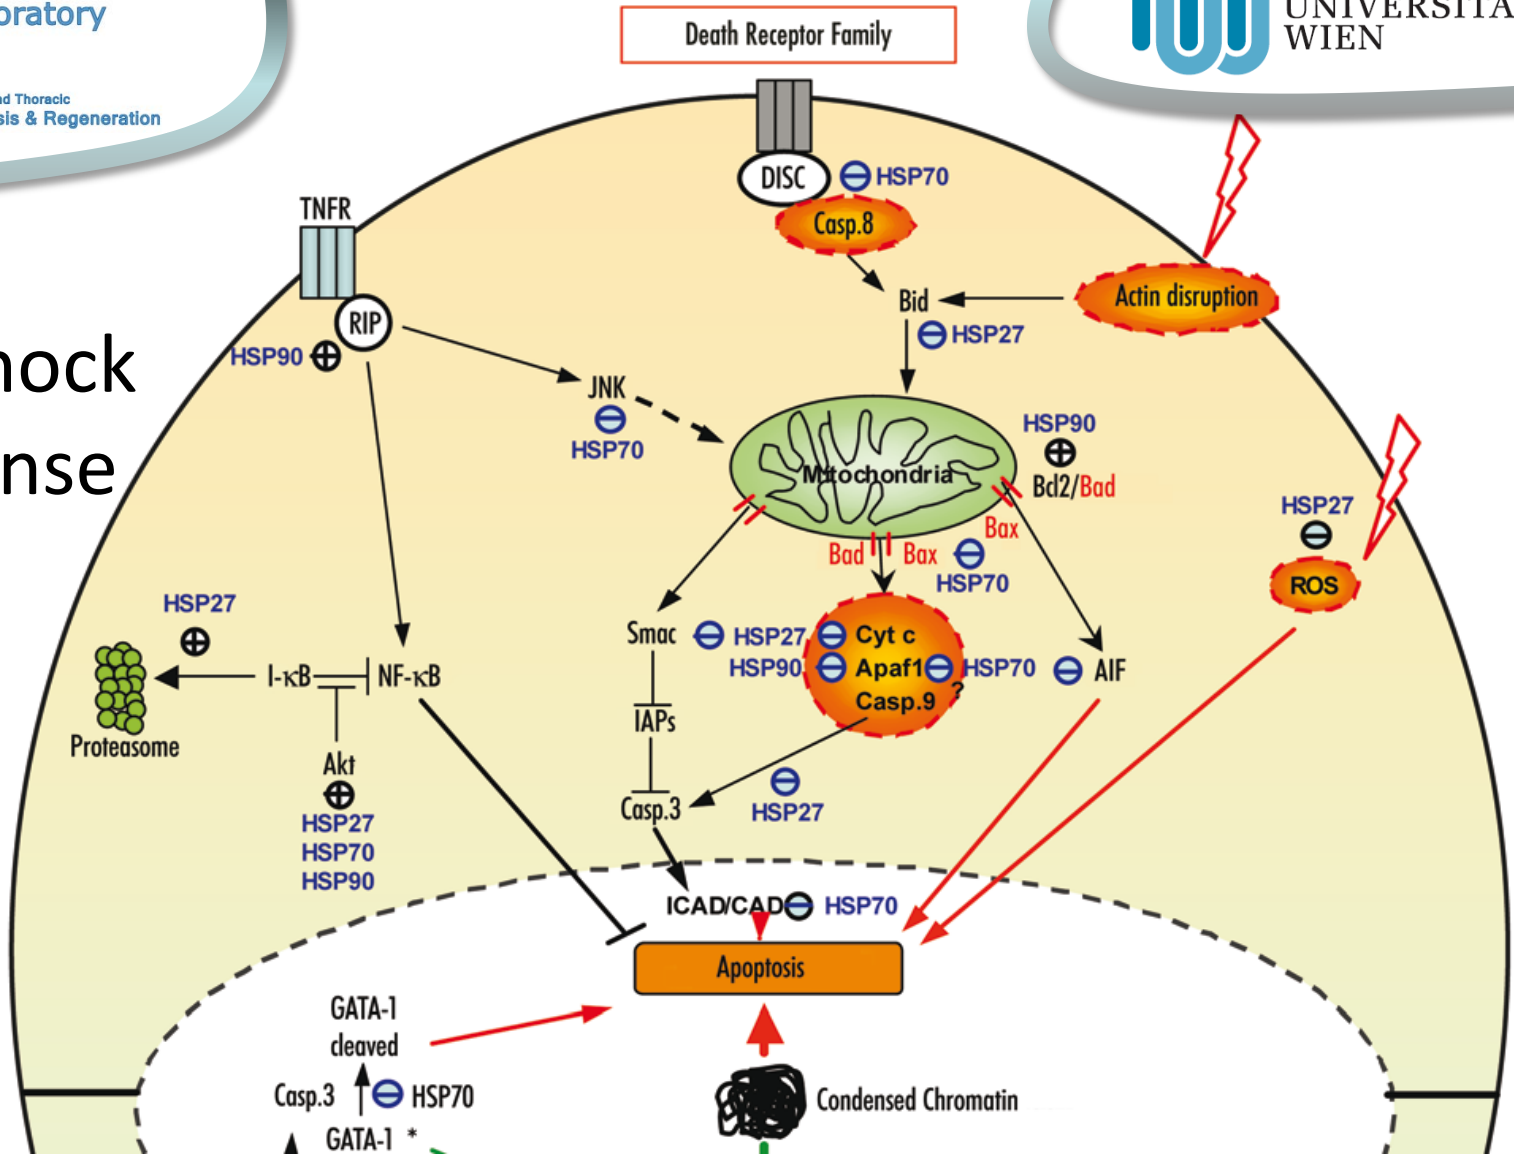 oratory
nd Thoracic
sis & Regeneration
UNIVERSITA
WIEN
Death Receptor Family
DISC
HSP70
Casp.8
TNFR
RIP
HSP90
Bid
HSP27
Actin disruption
hock
nse
JNK
HSP70
Mitochondria
HSP90
Bcl2/Bad
Bax
Bad
Bax
HSP70
HSP27
ROS
HSP27
Proteasome
I-κB
NF-κB
Akt
HSP27
HSP70
HSP90
Smac
HSP27
Cyt c
HSP90
Apaf1
HSP70
AIF
Casp.9
?
IAPs
Casp.3
HSP27
ICAD/CAD
HSP70
Apoptosis
GATA-1
cleaved
Casp.3
HSP70
GATA-1 *
Condensed Chromatin